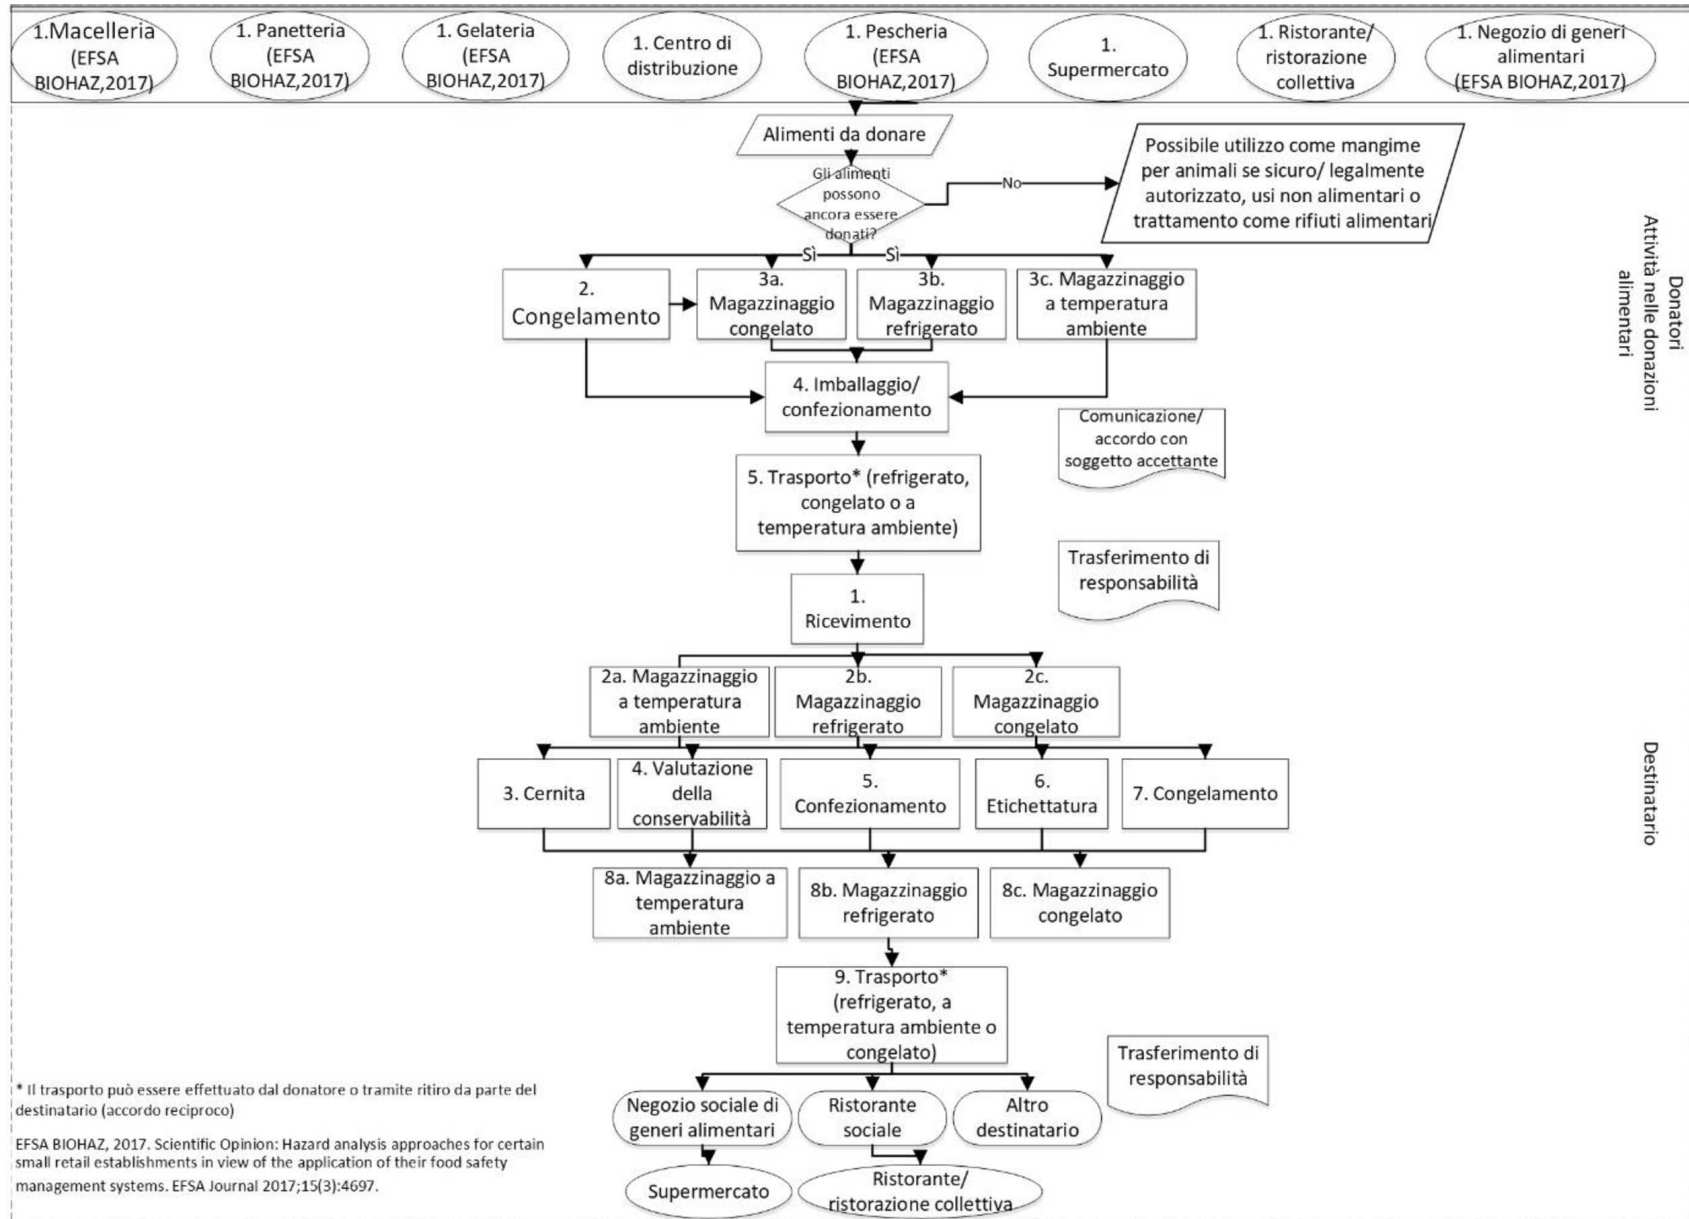 1.Macelleria
(EFSA
BIOHAZ,2017)
1. Panetteria
(EFSA
BIOHAZ,2017)
1. Gelateria
(EFSA
BIOHAZ,2017)
1. Centro di
distribuzione
1. Pescheria
(EFSA
BIOHAZ,2017)
1.
Supermercato
1. Ristorante/
ristorazione
collettiva
1. Negozio di generi
alimentari
(EFSA BIOHAZ,2017)
Alimenti da donare
Gli alimenti
possono
ancora essere
donati?
No
Possibile utilizzo come mangime
per animali se sicuro/ legalmente
autorizzato, usi non alimentari o
trattamento come rifiuti alimentari
Sì
Sì
2.
Congelamento
3a.
Magazzinaggio
congelato
3b.
Magazzinaggio
refrigerato
3c. Magazzinaggio
a temperatura
ambiente
Donatori
Attività nelle donazioni
alimentari
4. Imballaggio/
confezionamento
Comunicazione/
accordo con
soggetto accettante
5. Trasporto* (refrigerato,
congelato o a
temperatura ambiente)
Trasferimento di
responsabilità
1.
Ricevimento
2a. Magazzinaggio
a temperatura
ambiente
2b.
Magazzinaggio
refrigerato
2c.
Magazzinaggio
congelato
Destinatario
3. Cernita
4. Valutazione
della
conservabilità
5.
Confezionamento
6.
Etichettatura
7. Congelamento
8a. Magazzinaggio a
temperatura
ambiente
8b. Magazzinaggio
refrigerato
8c. Magazzinaggio
congelato
9. Trasporto*
(refrigerato, a
temperatura ambiente o
congelato)
Trasferimento di
responsabilità
Negozio sociale di
generi alimentari
Ristorante
sociale
Altro
destinatario
Supermercato
Ristorante/
ristorazione collettiva
* Il trasporto può essere effettuato dal donatore o tramite ritiro da parte del
destinatario (accordo reciproco)
EFSA BIOHAZ, 2017. Scientific Opinion: Hazard analysis approaches for certain
small retail establishments in view of the application of their food safety
management systems. EFSA Journal 2017;15(3):4697.